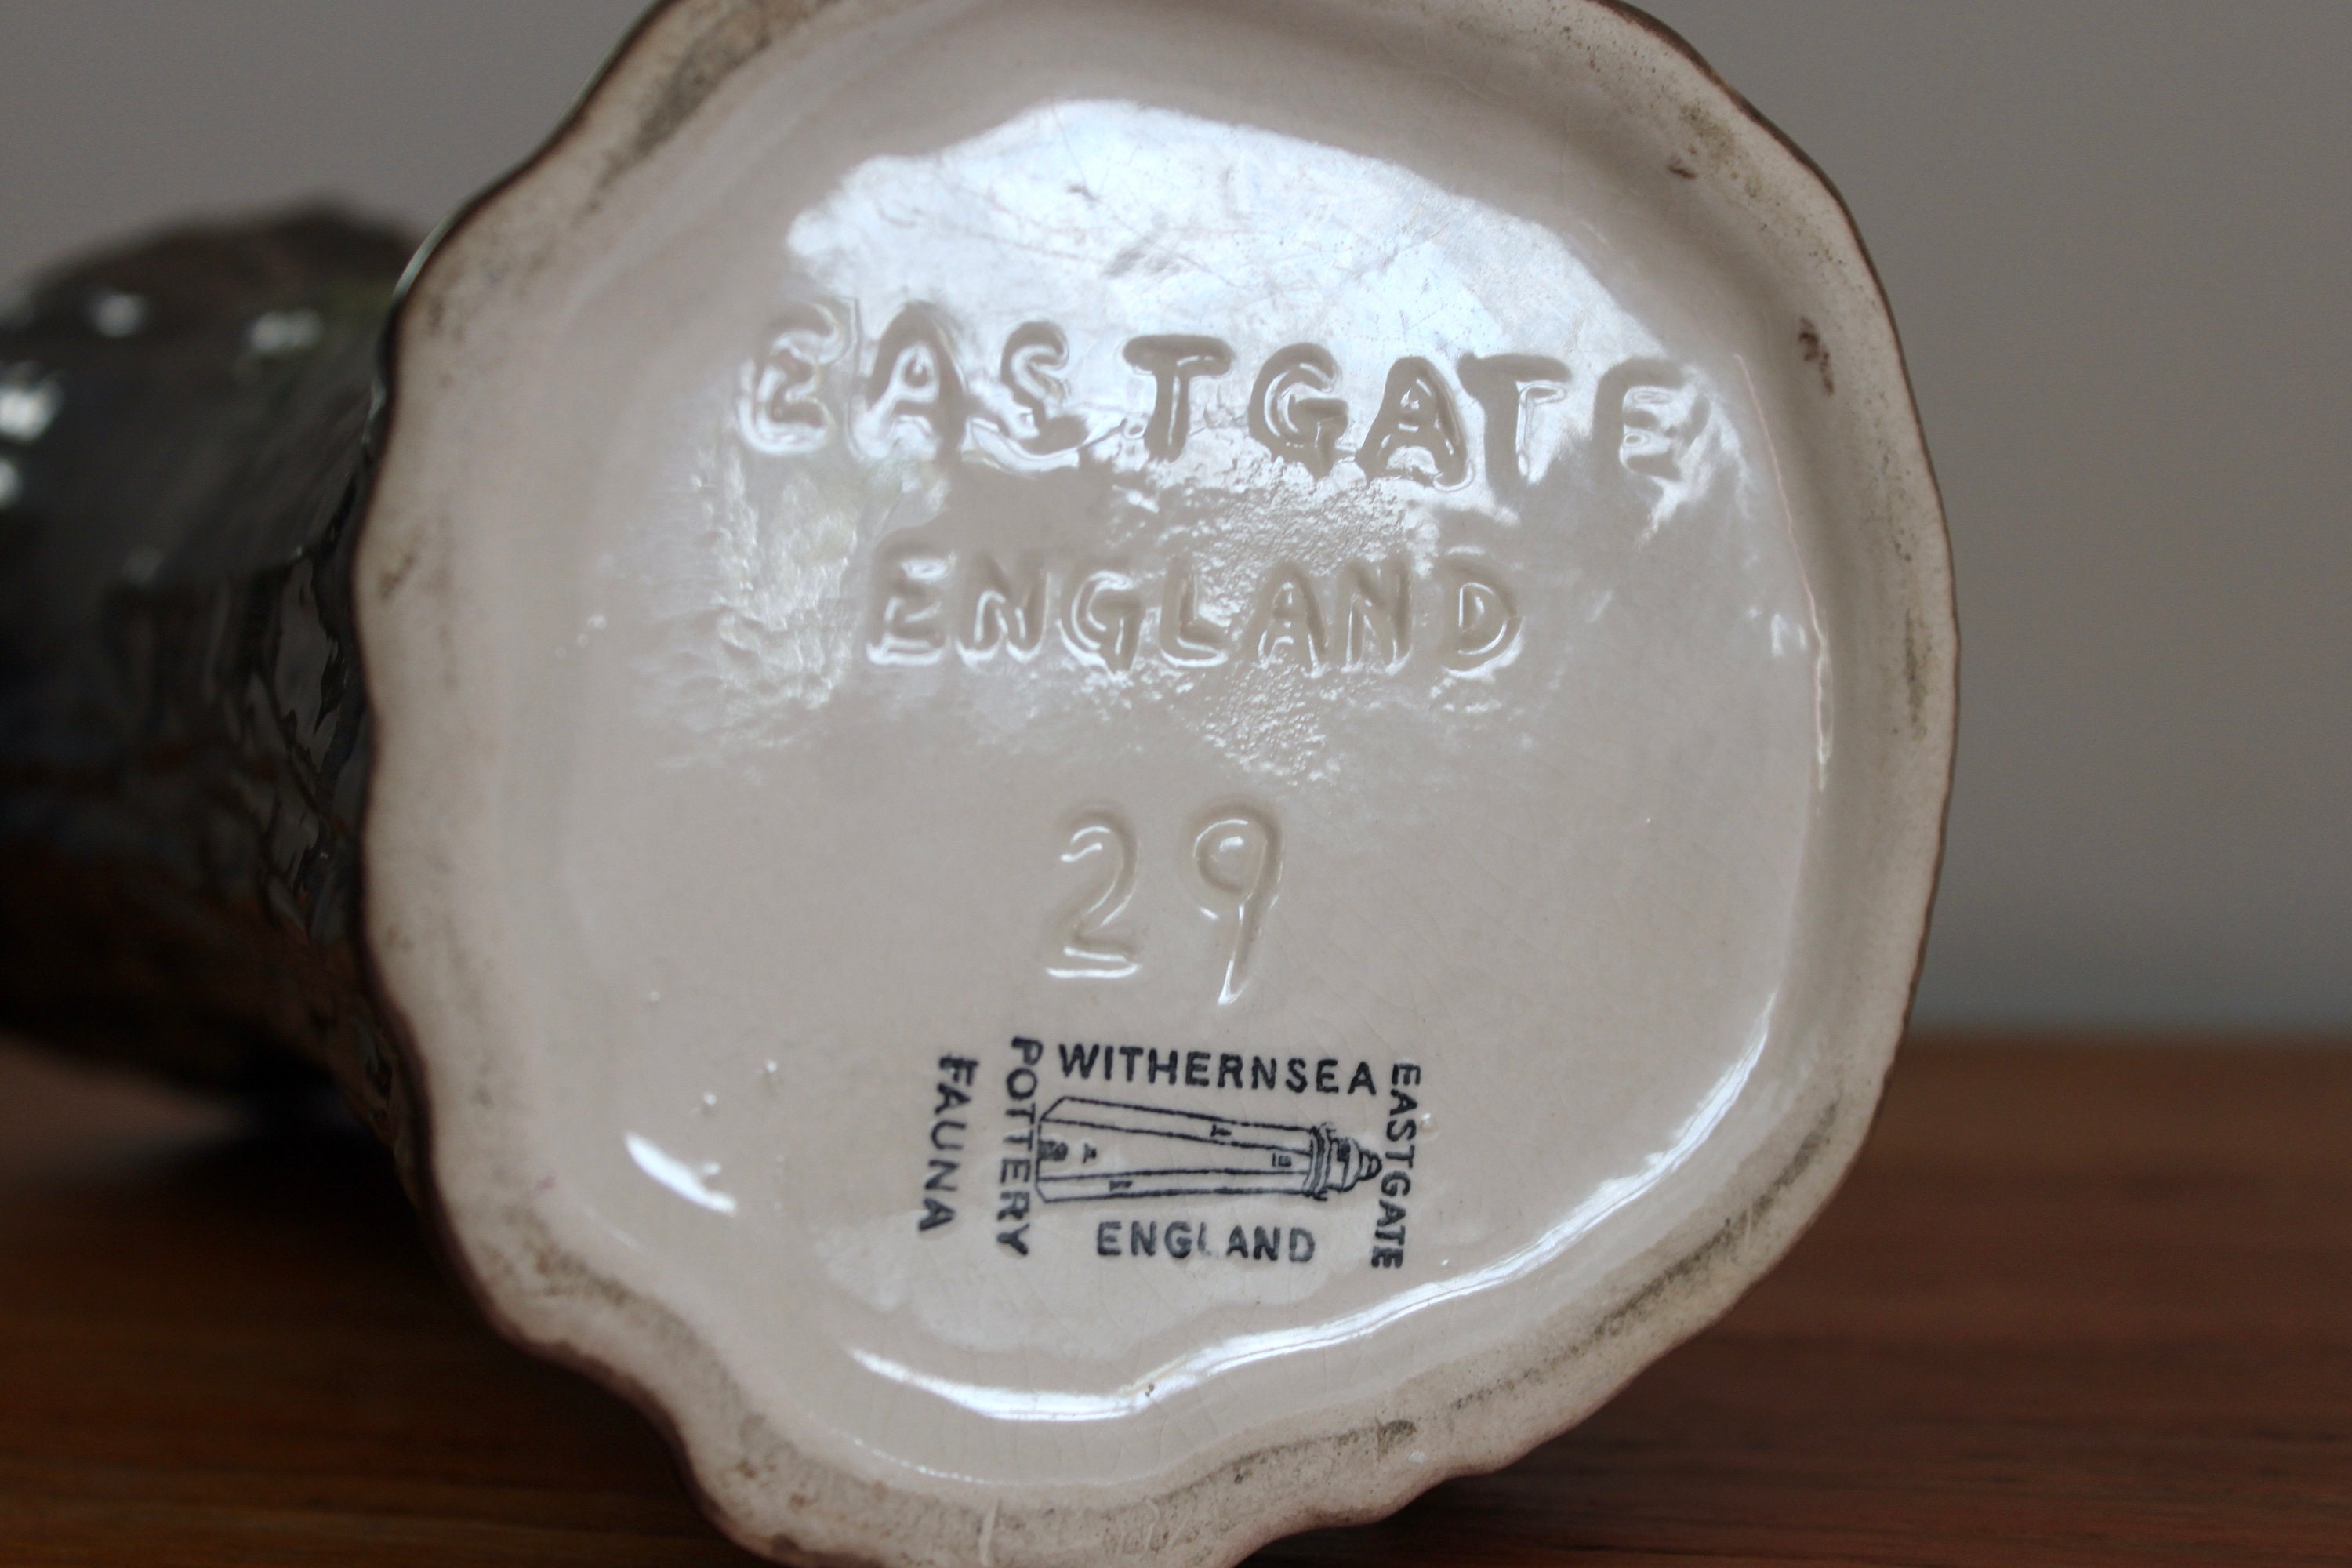 EASTGATE
ENGLAND
29
WITHERNSEA
EASTGATE
POTTERY
FAUNA
ENGLAND